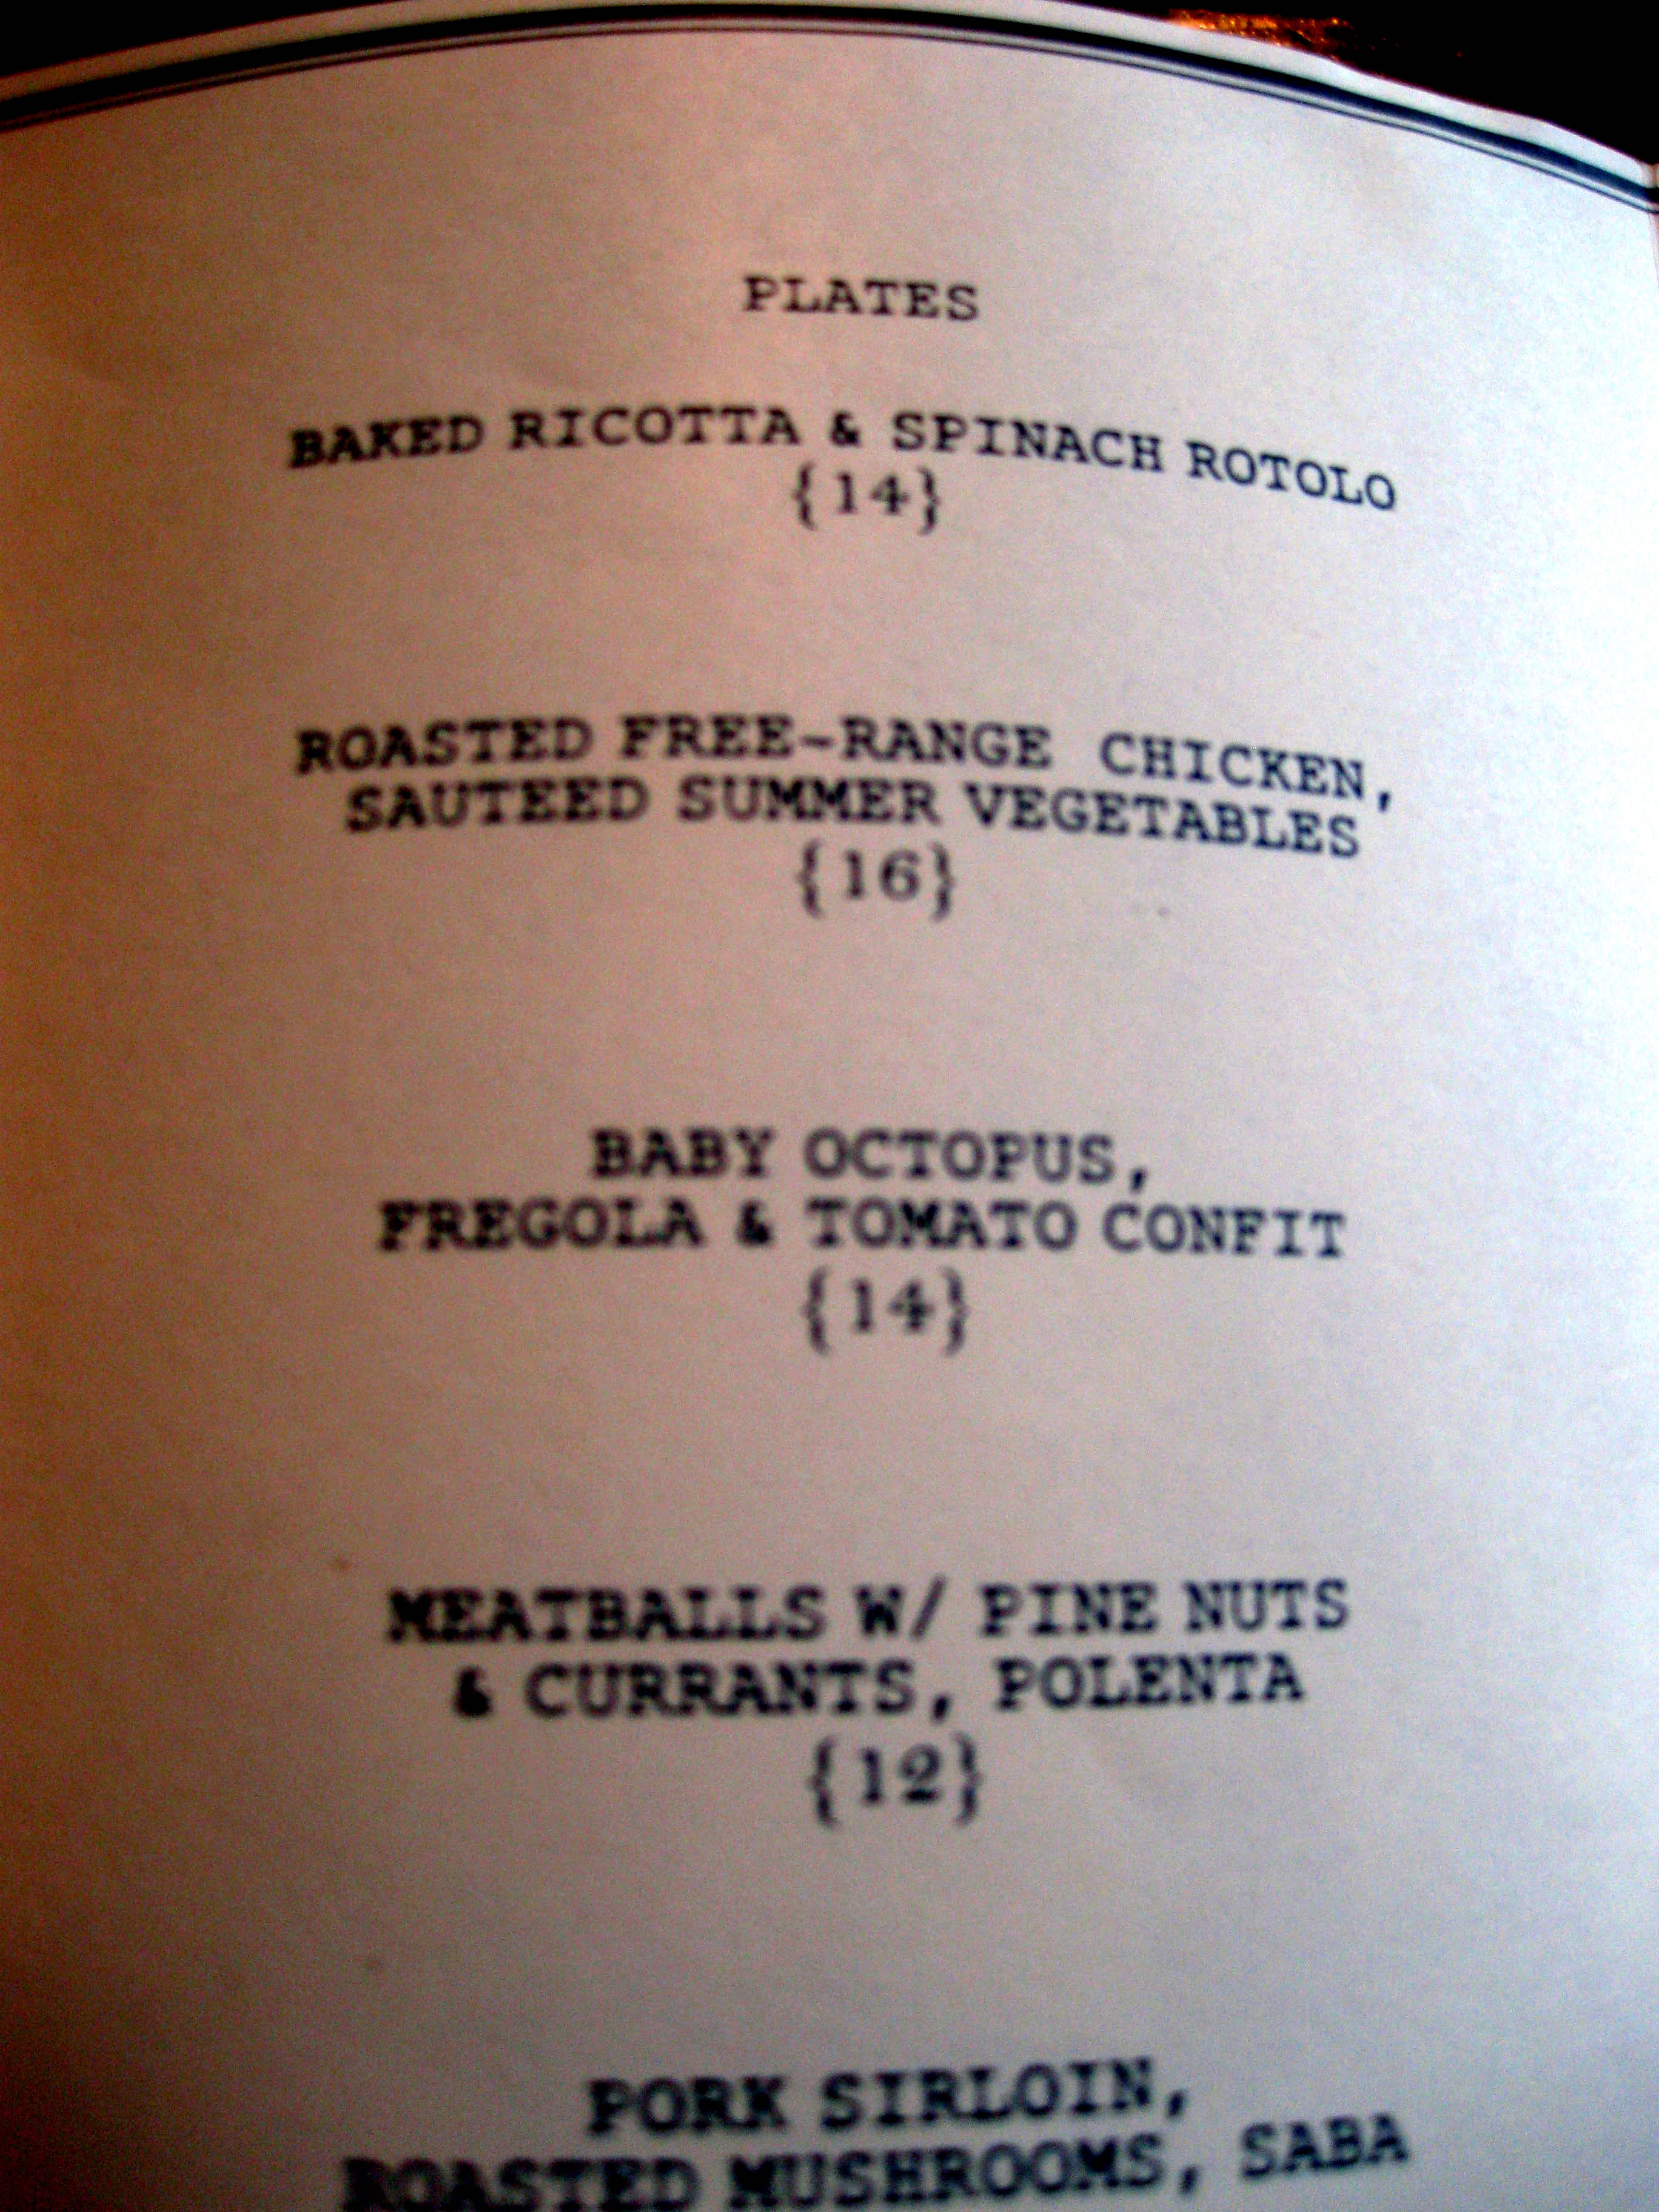 PLATES
BAKED RICOTTA & SPINACH ROTOLO
{14}
ROASTED FREE-RANGE CHICKEN,
SAUTEED SUMMER VEGETABLES
{16}
BABY OCTOPUS,
FREGOLA & TOMATO CONFIT
{14}
MEATBALLS W/ PINE NUTS
& CURRANTS, POLENTA
{12}
PORK SIRLOIN,
ROASTED MUSHROOMS, SABA